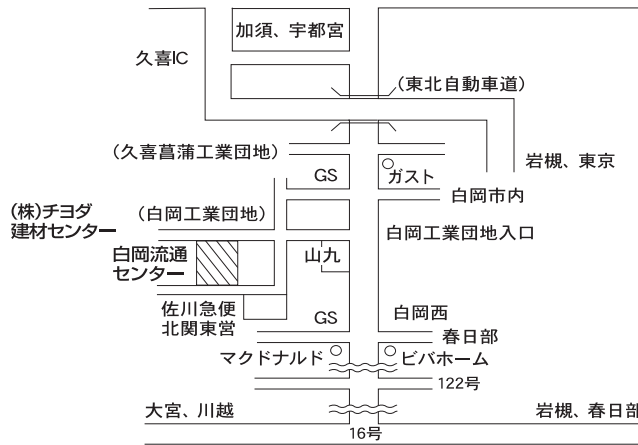 加須、宇都宮
久喜IC
(東北自動車道)
(久喜菖蒲工業団地)
岩槻、東京
GS
ガスト
白岡市内
(株)チヨダ
建材センター
(白岡工業団地)
白岡工業団地入口
白岡流通
センター
山九
佐川急便
北関東営
GS
白岡西
春日部
マクドナルド
ビバホーム
122号
大宮、川越
岩槻、春日部
16号